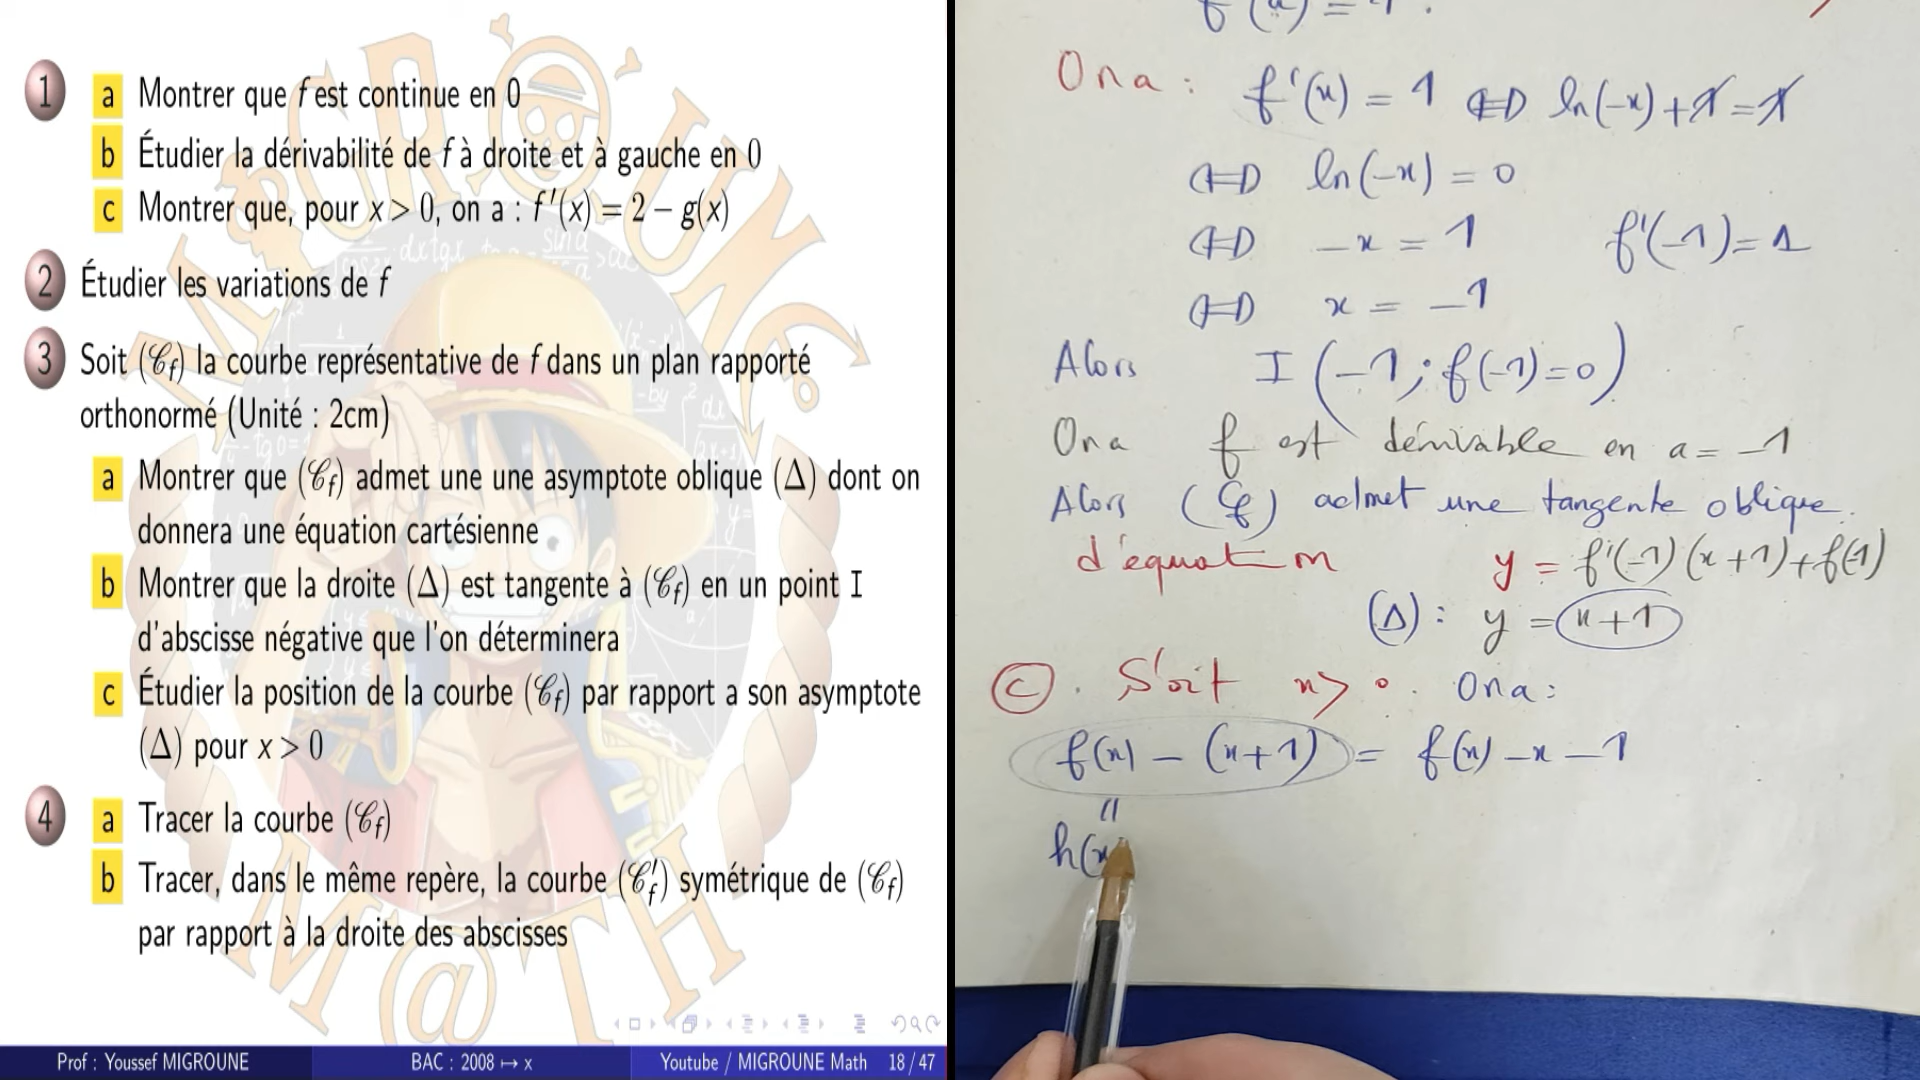 1 a Montrer que f est continue en 0
b Étudier la dérivabilité de f à droite et à gauche en 0
c Montrer que, pour x > 0, on a : f'(x) = 2 − g(x)
2 Étudier les variations de f
3 Soit (𝒞f) la courbe représentative de f dans un plan rapporté
orthonormé (Unité : 2cm)
a Montrer que (𝒞f) admet une une asymptote oblique (Δ) dont on
donnera une équation cartésienne
b Montrer que la droite (Δ) est tangente à (𝒞f) en un point I
d'abscisse négative que l'on déterminera
c Étudier la position de la courbe (𝒞f) par rapport a son asymptote
(Δ) pour x > 0
4 a Tracer la courbe (𝒞f)
b Tracer, dans le même repère, la courbe (𝒞'f) symétrique de (𝒞f)
par rapport à la droite des abscisses
Prof : Youssef MIGROUNE BAC : 2008 ↦ x Youtube / MIGROUNE Math 18/47
M@TH
On a : f'(x) = 1 ⟺ ln(-x) + 1 = 1
⟺ ln(-x) = 0
⟺ -x = 1 f'(-1) = 1
⟺ x = -1
Alors I (-1 ; f(-1) = 0)
On a f est dérivable en a = -1
Alors (Cf) admet une tangente oblique.
d'équation y = f'(-1)(x+1) + f(-1)
(Δ) : y = x+1
c . Soit x > 0. On a :
f(x) - (x+1) = f(x) - x - 1
"
h(x